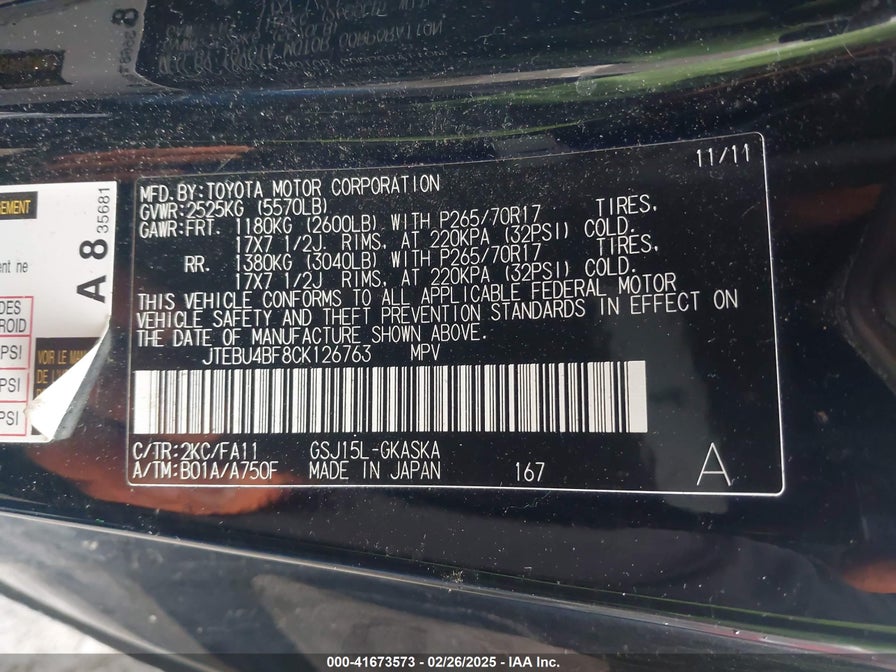 11/11
MFD. BY: TOYOTA MOTOR CORPORATION
GVWR: 2525KG (5570LB)
GAWR: FRT. 1180KG (2600LB) WITH P265/70R17 TIRES,
17X7 1/2J. RIMS, AT 220KPA (32PSI) COLD.
RR. 1380KG (3040LB) WITH P265/70R17 TIRES,
17X7 1/2J. RIMS, AT 220KPA (32PSI) COLD.
THIS VEHICLE CONFORMS TO ALL APPLICABLE FEDERAL MOTOR
VEHICLE SAFETY AND THEFT PREVENTION STANDARDS IN EFFECT ON
THE DATE OF MANUFACTURE SHOWN ABOVE.
JTEBU4BF8CK126763 MPV
C/TR: 2KC/FA11 GSJ15L-GKASKA
A/TM: B01A/A750F MADE IN JAPAN 167 A
A 8 35681
PSI
PSI
PSI
VOIR LE
000-41673573 - 02/26/2025 - IAA Inc.